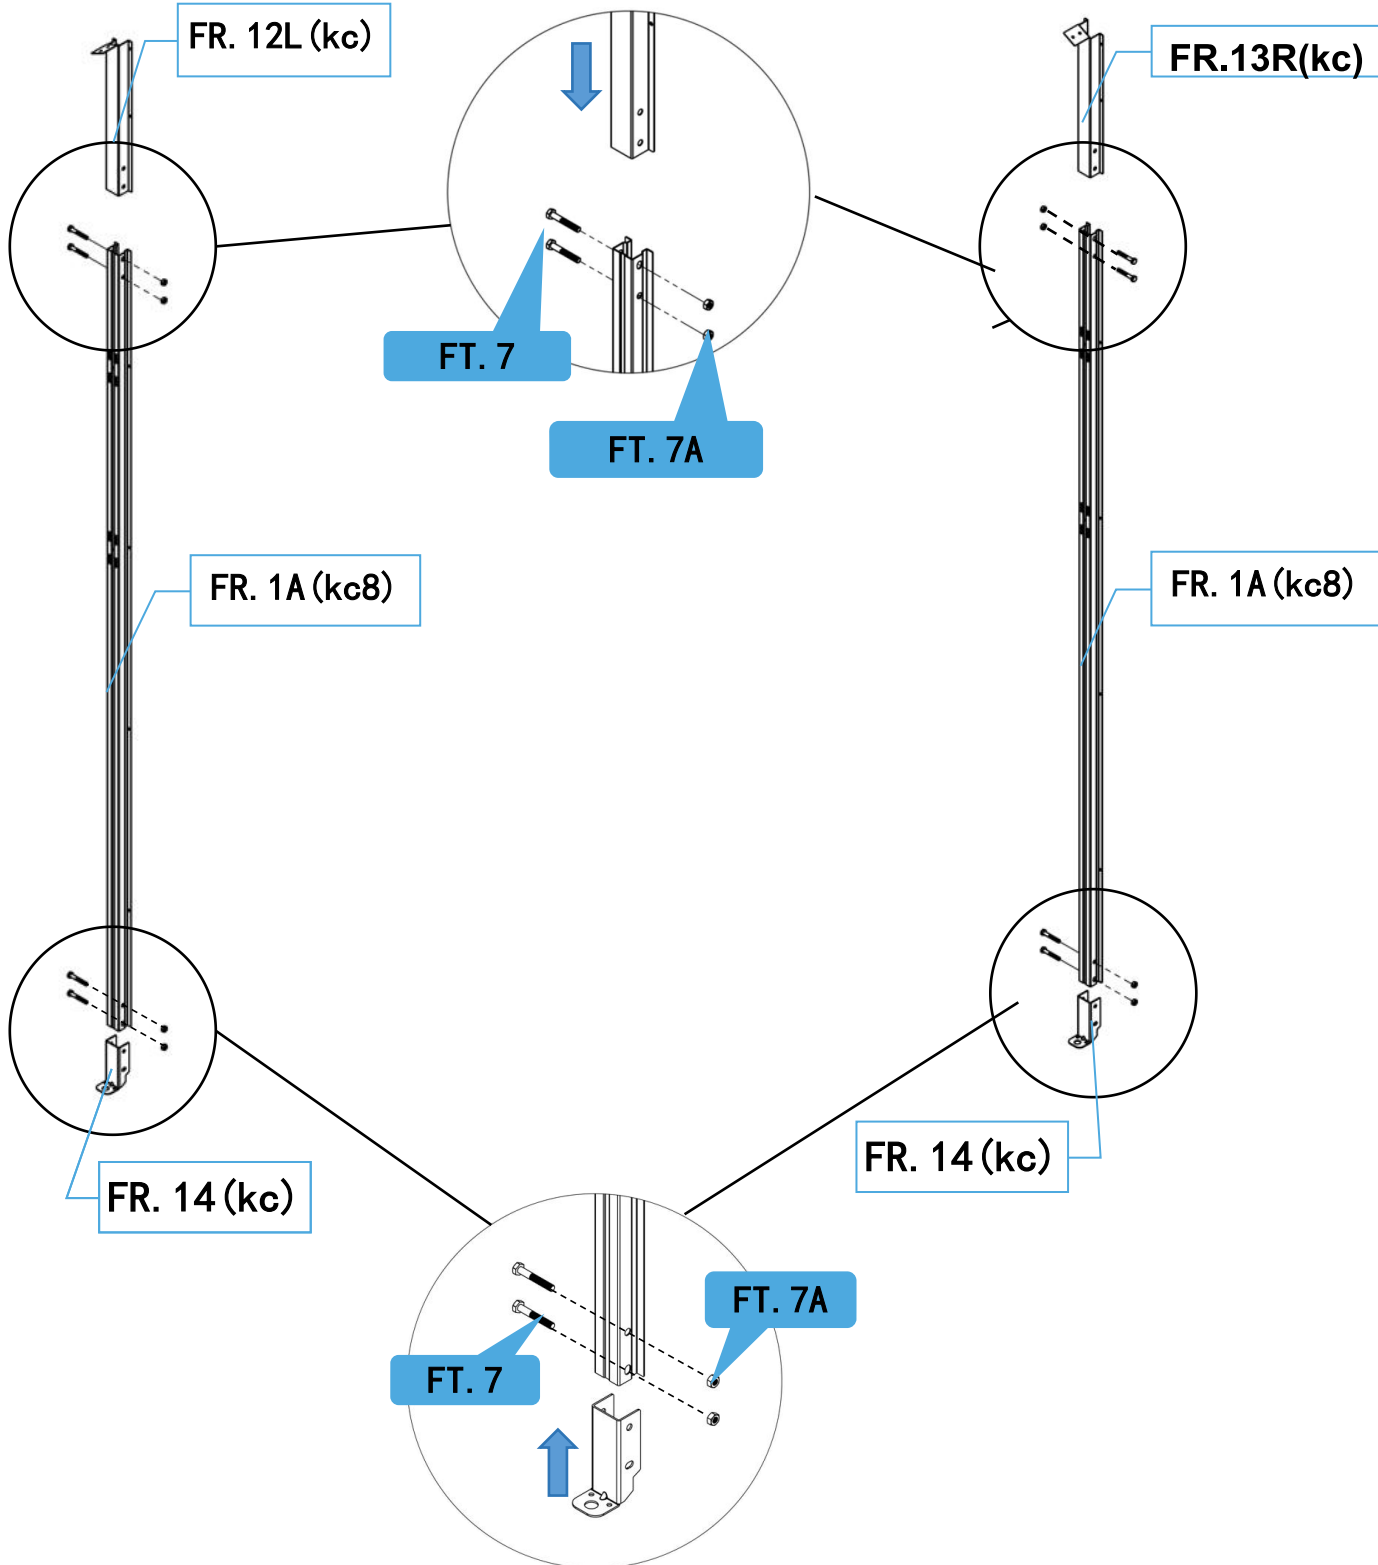 FR. 12L (kc)
FR.13R(kc)
FT. 7
FT. 7A
FR. 1A (kc8)
FR. 1A (kc8)
FR. 14 (kc)
FR. 14 (kc)
FT. 7A
FT. 7